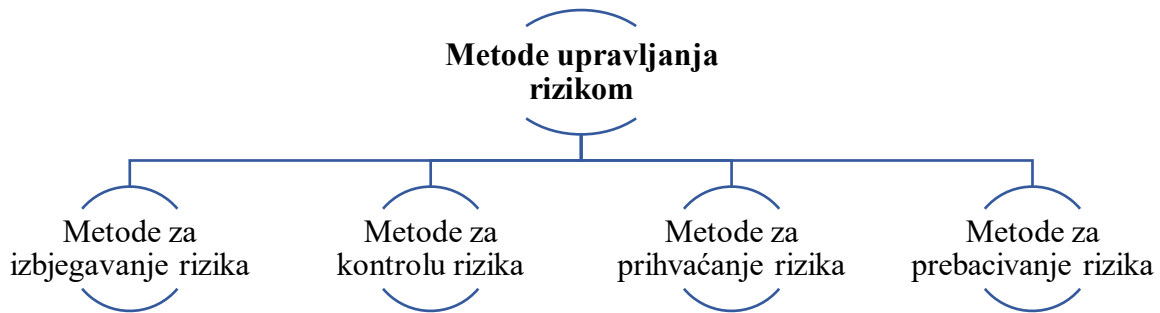 Metode upravljanja
rizikom
Metode za
izbjegavanje rizika
Metode za
kontrolu rizika
Metode za
prihvaćanje rizika
Metode za
prebacivanje rizika